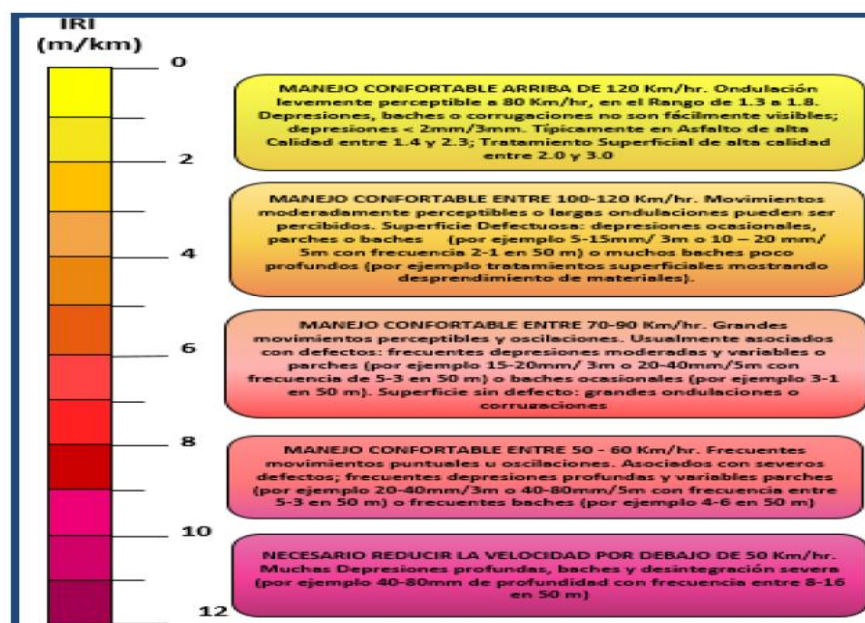 IRI
(m/km)
0
2
4
6
8
10
12
MANEJO CONFORTABLE ARRIBA DE 120 Km/hr. Ondulación
levemente perceptible a 80 Km/hr, en el Rango de 1.3 a 1.8.
Depresiones, baches o corrugaciones no son fácilmente visibles;
depresiones < 2mm/3mm. Típicamente en Asfalto de alta
Calidad entre 1.4 y 2.3; Tratamiento Superficial de alta calidad
entre 2.0 y 3.0
MANEJO CONFORTABLE ENTRE 100-120 Km/hr. Movimientos
moderadamente perceptibles o largas ondulaciones pueden ser
percibidos. Superficie Defectuosa: depresiones ocasionales,
parches o baches (por ejemplo 5-15mm/ 3m o 10 – 20 mm/
5m con frecuencia 2-1 en 50 m) o muchos baches poco
profundos (por ejemplo tratamientos superficiales mostrando
desprendimiento de materiales).
MANEJO CONFORTABLE ENTRE 70-90 Km/hr. Grandes
movimientos perceptibles y oscilaciones. Usualmente asociados
con defectos: frecuentes depresiones moderadas y variables o
parches (por ejemplo 15-20mm/ 3m o 20-40mm/5m con
frecuencia de 5-3 en 50 m) o baches ocasionales (por ejemplo 3-1
en 50 m). Superficie sin defecto: grandes ondulaciones o
corrugaciones
MANEJO CONFORTABLE ENTRE 50 - 60 Km/hr. Frecuentes
movimientos puntuales u oscilaciones. Asociados con severos
defectos; frecuentes depresiones profundas y variables parches
(por ejemplo 20-40mm/3m o 40-80mm/5m con frecuencia entre
5-3 en 50 m) o frecuentes baches (por ejemplo 4-6 en 50 m)
NECESARIO REDUCIR LA VELOCIDAD POR DEBAJO DE 50 Km/hr.
Muchas Depresiones profundas, baches y desintegración severa
(por ejemplo 40-80mm de profundidad con frecuencia entre 8-16
en 50 m)